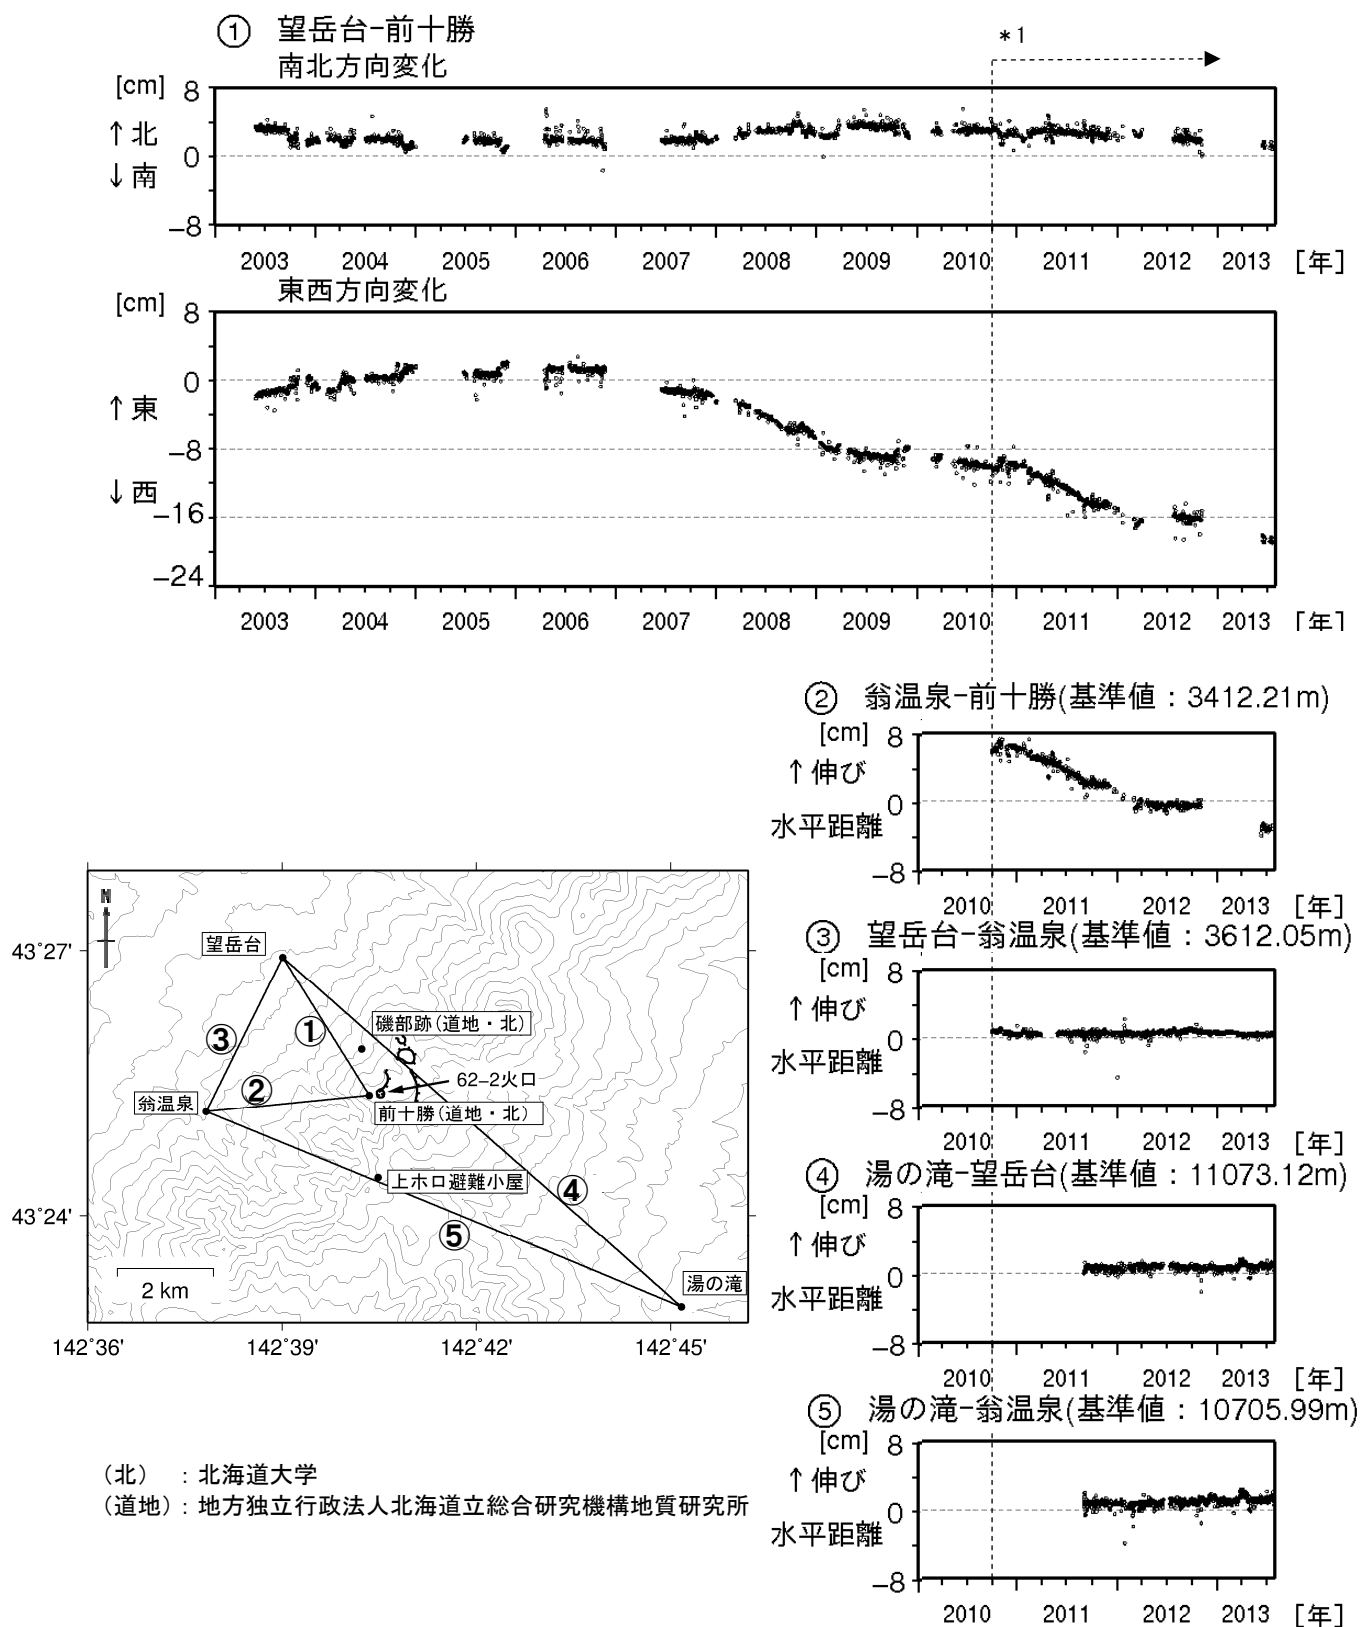 ① 望岳台−前十勝
南北方向変化
*1
[cm]
8
↑北
0
↓南
−8
2003 2004 2005 2006 2007 2008 2009 2010 2011 2012 2013 [年]
東西方向変化
[cm]
8
0
↑東
−8
↓西
−16
−24
2003 2004 2005 2006 2007 2008 2009 2010 2011 2012 2013 [年]
② 翁温泉−前十勝(基準値：3412.21m)
[cm] 8
↑伸び
0
水平距離
−8
2010 2011 2012 2013 [年]
③ 望岳台−翁温泉(基準値：3612.05m)
[cm] 8
↑伸び
0
水平距離
−8
2010 2011 2012 2013 [年]
④ 湯の滝−望岳台(基準値：11073.12m)
[cm] 8
↑伸び
0
水平距離
−8
2010 2011 2012 2013 [年]
⑤ 湯の滝−翁温泉(基準値：10705.99m)
[cm] 8
↑伸び
0
水平距離
−8
2010 2011 2012 2013 [年]
N
43°27'
望岳台
磯部跡(道地・北)
①
③
62−2火口
②
翁温泉
前十勝(道地・北)
上ホロ避難小屋
④
43°24'
⑤
湯の滝
2 km
142°36' 142°39' 142°42' 142°45'
（北）：北海道大学
（道地）：地方独立行政法人北海道立総合研究機構地質研究所